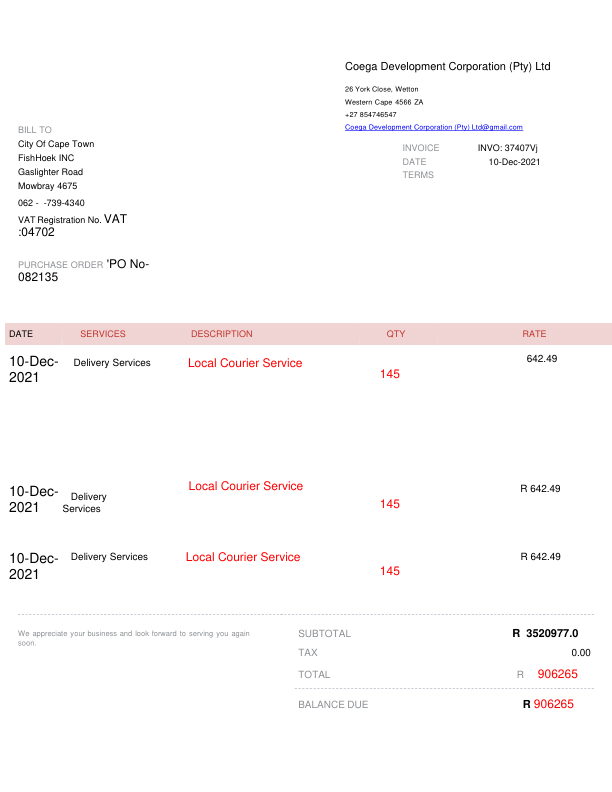 Coega Development Corporation (Pty) Ltd
26 York Close, Wetton
Western Cape 4566 ZA
+27 854746547
Coega Development Corporation (Pty) Ltd@gmail.com
BILL TO
City Of Cape Town
FishHoek INC
Gaslighter Road
Mowbray 4675
062 - -739-4340
VAT Registration No. VAT
:04702
INVOICE INVO: 37407Vj
DATE 10-Dec-2021
TERMS
PURCHASE ORDER 'PO No-
082135
DATE SERVICES DESCRIPTION QTY RATE
10-Dec-
2021 Delivery Services Local Courier Service 145 642.49
10-Dec-
2021 Delivery
Services Local Courier Service 145 R 642.49
10-Dec-
2021 Delivery Services Local Courier Service 145 R 642.49
We appreciate your business and look forward to serving you again
soon.
SUBTOTAL R 3520977.0
TAX 0.00
TOTAL R 906265
BALANCE DUE R 906265